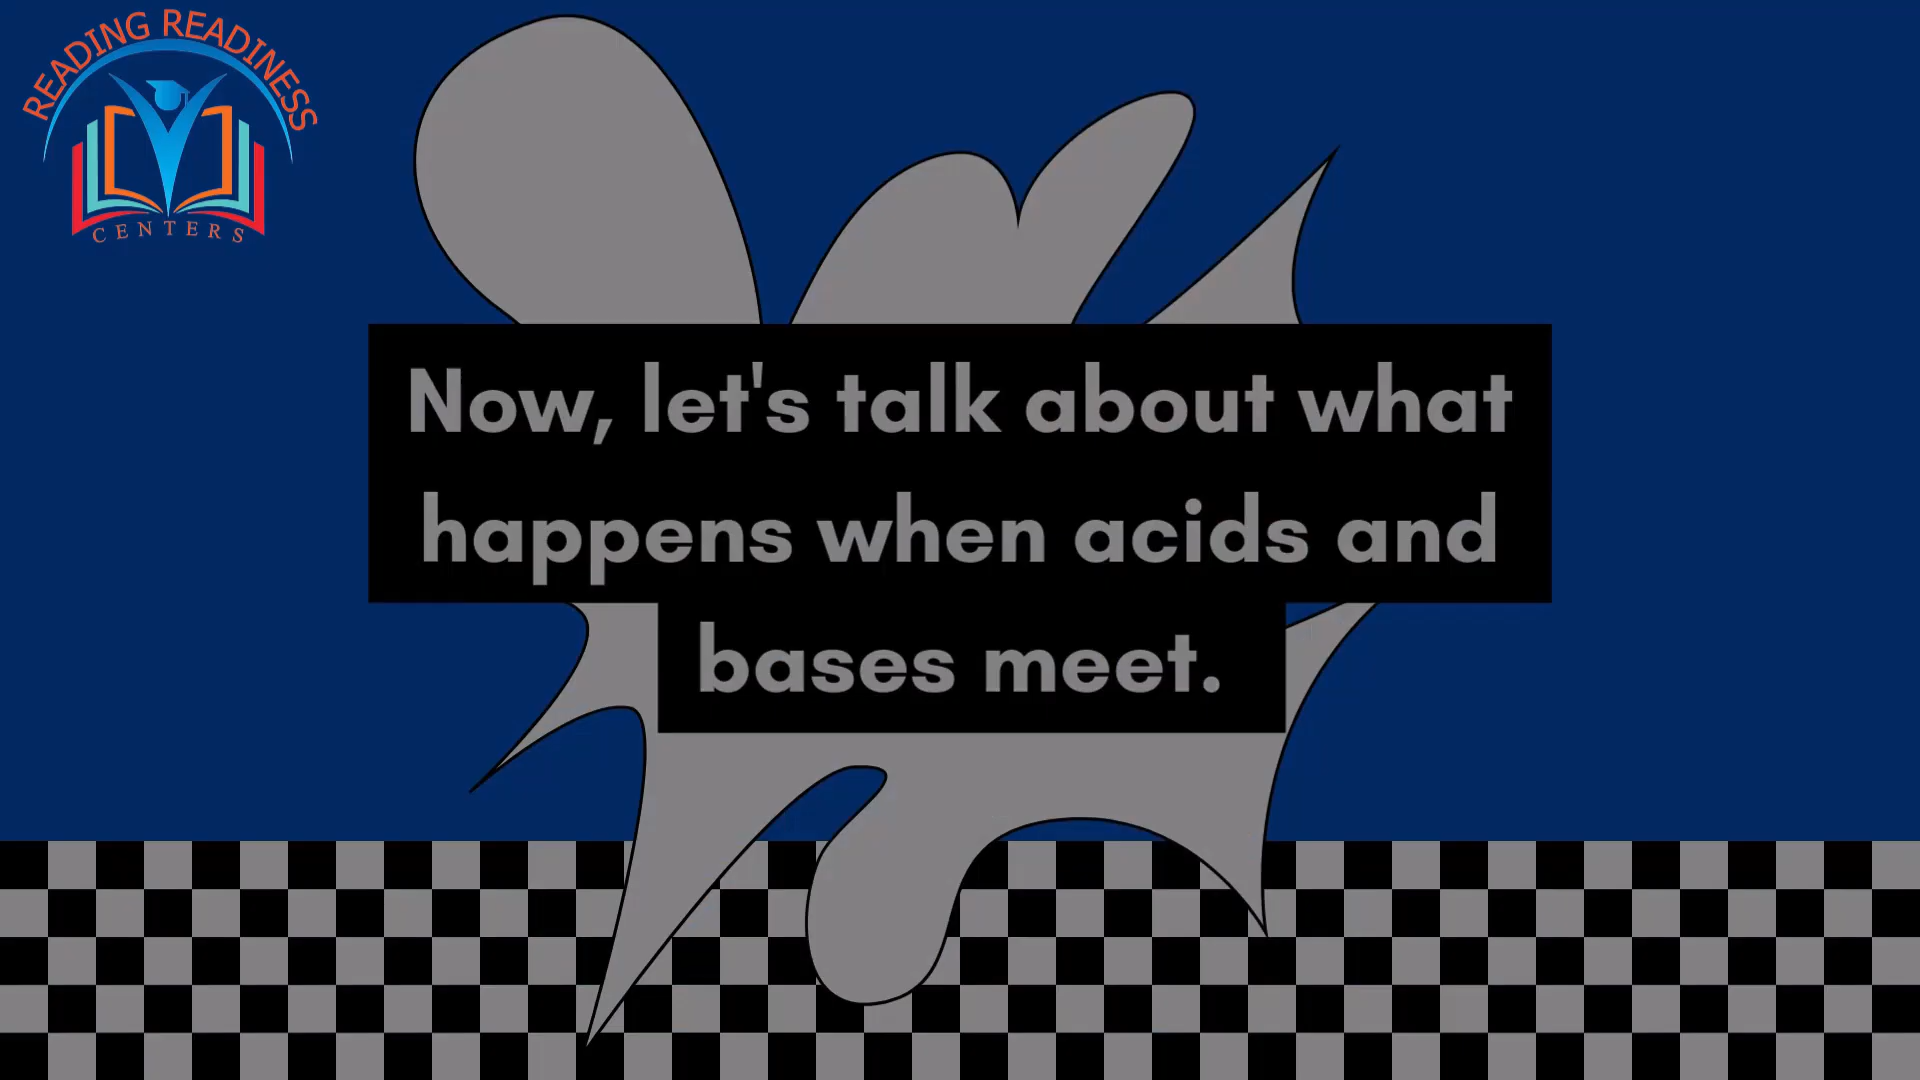 READING READINESS
CENTERS
Now, let's talk about what
happens when acids and
bases meet.